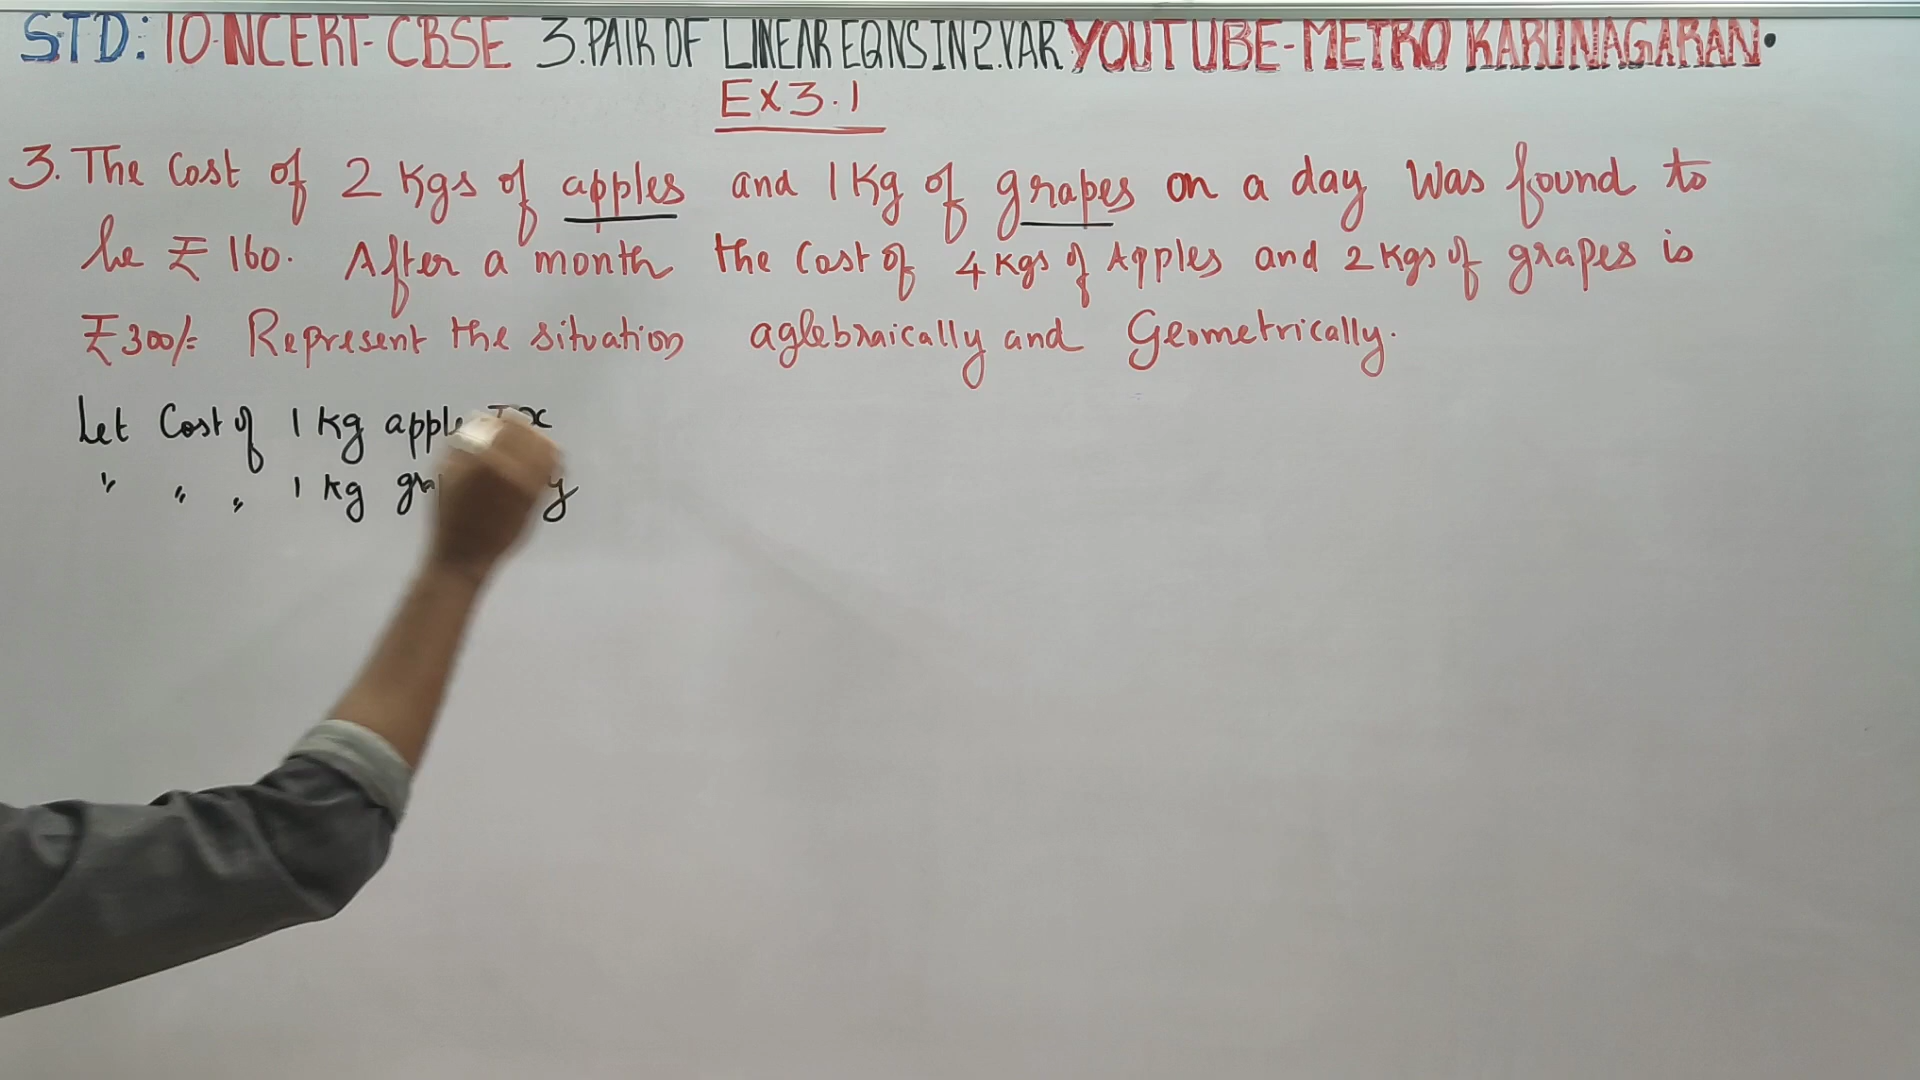 STD: 10-NCERT-CBSE 3.PAIR OF LINEAR EQNS IN 2.VAR YOUTUBE-METRO KARUNAGARAN.
EX 3.1
3. The Cost of 2 Kgs of apples and 1 Kg of grapes on a day was found to
be ₹ 160. After a month the Cost of 4 Kgs of Apples and 2 Kgs of grapes is
₹ 300/= Represent the situation aglebraically and Geometrically.
Let Cost of 1 Kg x
" " " 1 Kg y